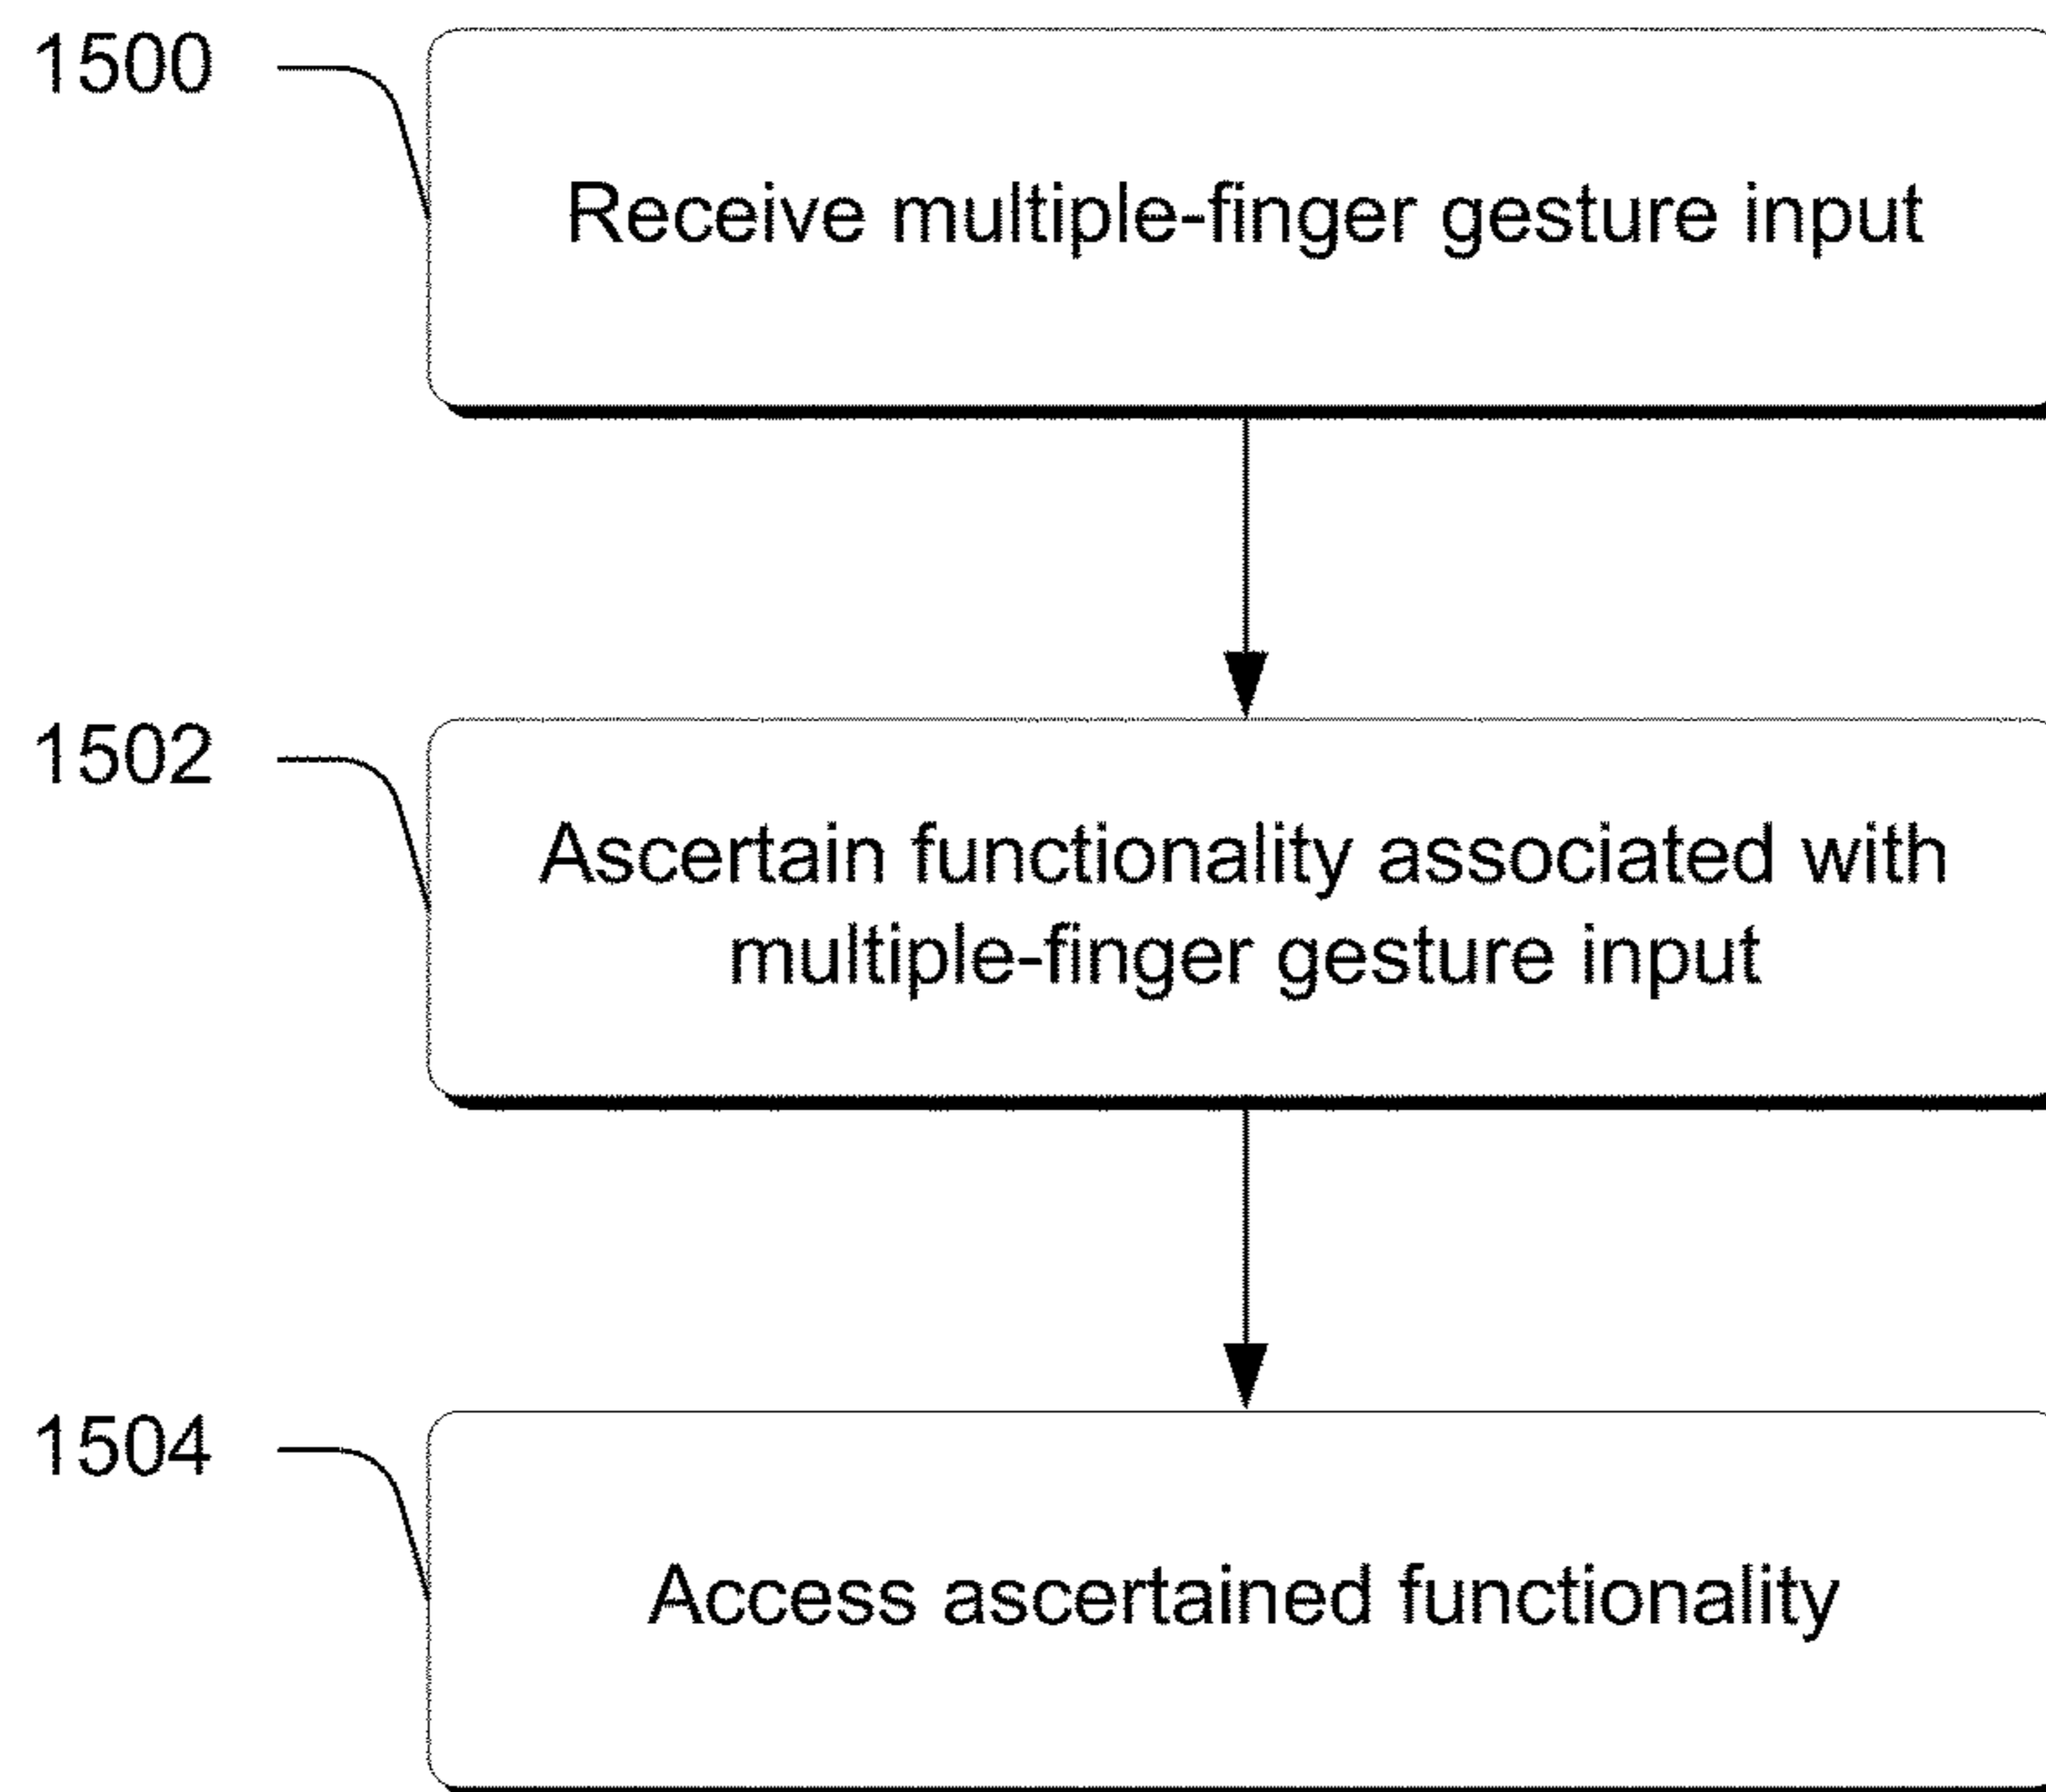 1500
Receive multiple-finger gesture input
1502
Ascertain functionality associated with
multiple-finger gesture input
1504
Access ascertained functionality